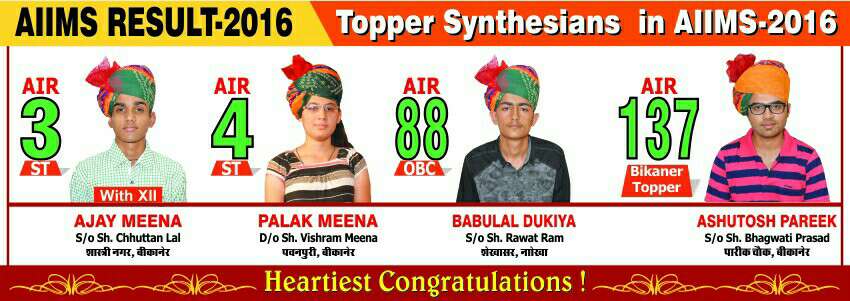 AIIMS RESULT-2016
Topper Synthesians in AIIMS-2016
AIR
3
ST
With XII
AJAY MEENA
S/o Sh. Chhuttan Lal
शास्त्री नगर, बीकानेर
AIR
4
ST
PALAK MEENA
D/o Sh. Vishram Meena
पवनपुरी, बीकानेर
AIR
88
OBC
BABULAL DUKIYA
S/o Sh. Rawat Ram
शेखासर, नोखा
AIR
137
Bikaner
Topper
ASHUTOSH PAREEK
S/o Sh. Bhagwati Prasad
पारीक चौक, बीकानेर
Heartiest Congratulations !